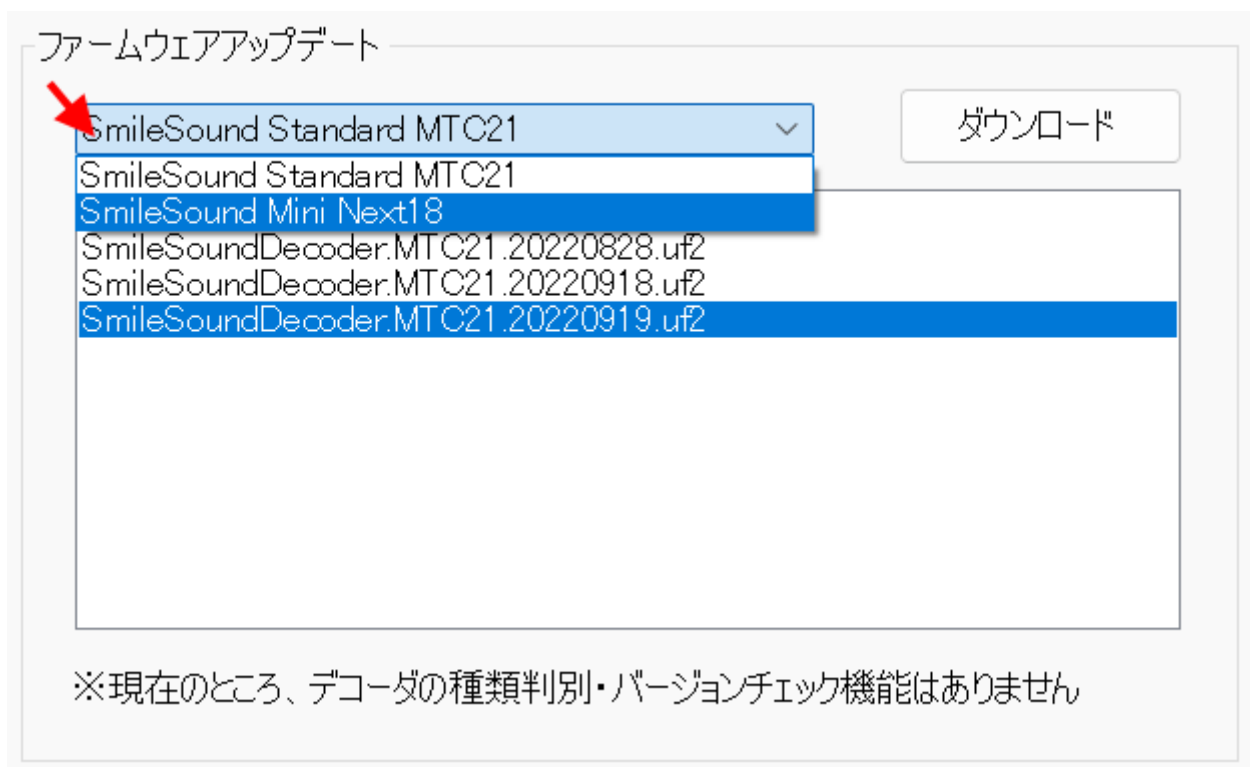 ファームウェアアップデート
SmileSound Standard MTC21
ダウンロード
SmileSound Standard MTC21
SmileSound Mini Next18
SmileSoundDecoder.MTC21.20220828.uf2
SmileSoundDecoder.MTC21.20220918.uf2
SmileSoundDecoder.MTC21.20220919.uf2
※現在のところ、デコーダの種類判別・バージョンチェック機能はありません